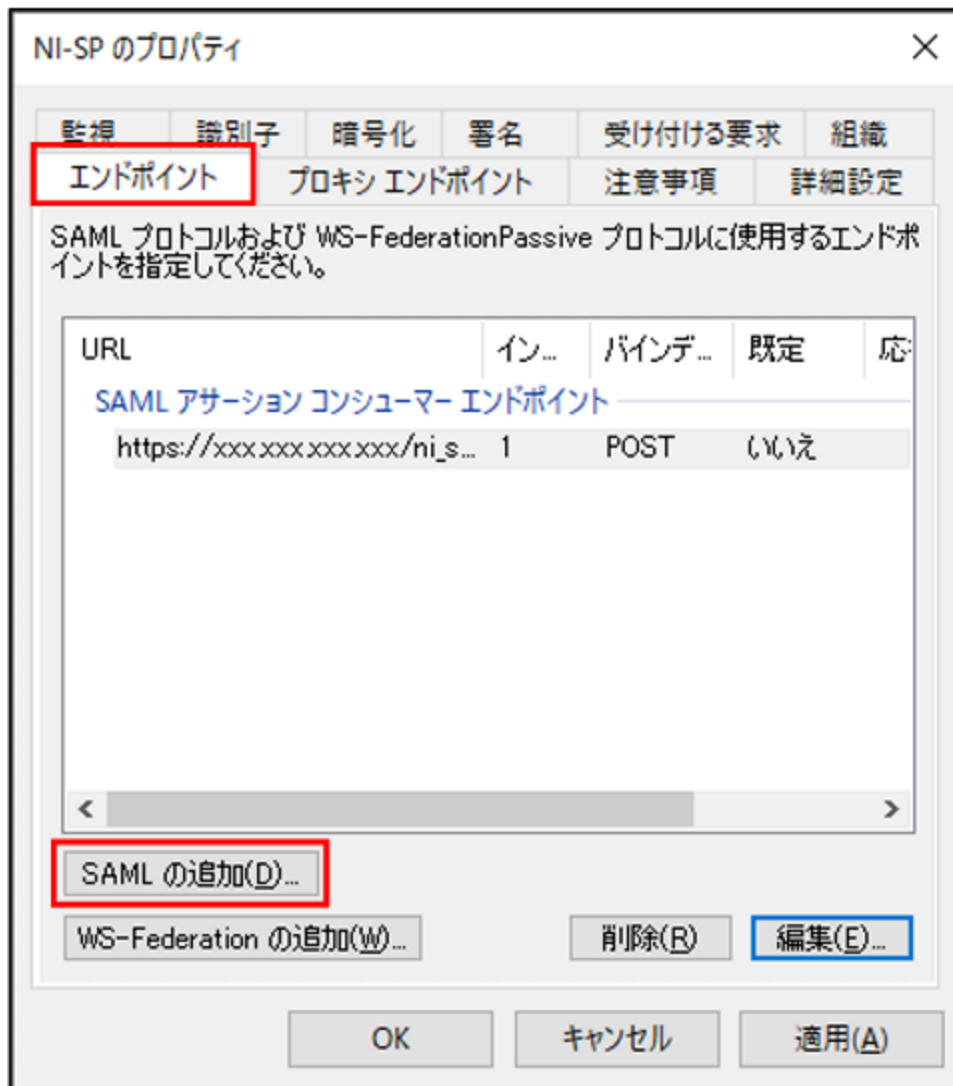 NI-SP のプロパティ
監視 識別子 暗号化 署名 受け付ける要求 組織
エンドポイント プロキシ エンドポイント 注意事項 詳細設定
SAML プロトコルおよび WS-FederationPassive プロトコルに使用するエンドポ
イントを指定してください。
URL イン... バインデ... 既定 応
SAML アサーション コンシューマー エンドポイント
https://xxx.xxx.xxx.xxx/ni_s... 1 POST いいえ
SAML の追加(D)...
WS-Federation の追加(W)... 削除(R) 編集(E)...
OK キャンセル 適用(A)